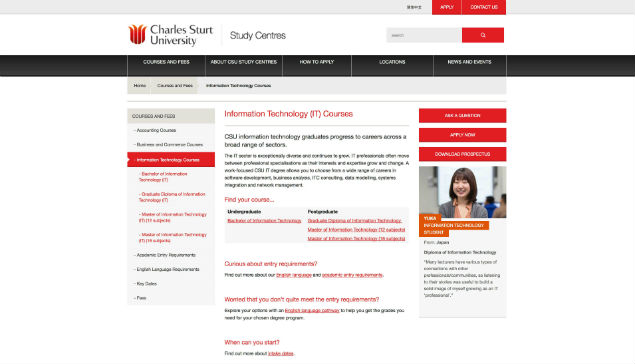 简体中文
APPLY
CONTACT US
Charles Sturt
University
Study Centres
search
COURSES AND FEES
ABOUT CSU STUDY CENTRES
HOW TO APPLY
LOCATIONS
NEWS AND EVENTS
Home
Courses and Fees
Information Technology Courses
COURSES AND FEES
- Accounting Courses
- Business and Commerce Courses
- Information Technology Courses
- Bachelor of Information
Technology (IT)
- Graduate Diploma of Information
Technology (IT)
- Master of Information Technology
(IT) (12 subjects)
- Master of Information Technology
(IT) (16 subjects)
- Academic Entry Requirements
- English Language Requirements
- Key Dates
- Fees
Information Technology (IT) Courses
CSU information technology graduates progress to careers across a
broad range of sectors.
The IT sector is exceptionally diverse and continues to grow. IT professionals often move
between professional specialisations as their interests and expertise grow and change. A
work-focused CSU IT degree allows you to choose from a wide range of careers in
software development, business analysis, ITC consulting, data modelling, systems
integration and network management.
Find your course...
Undergraduate
Bachelor of Information Technology
Postgraduate
Graduate Diploma of Information Technology
Master of Information Technology (12 subjects)
Master of Information Technology (16 subjects)
Curious about entry requirements?
Find out more about our English language and academic entry requirements.
Worried that you don't quite meet the entry requirements?
Explore your options with an English language pathway to help you get the grades you
need for your chosen degree program.
When can you start?
Find out more about intake dates.
ASK A QUESTION
APPLY NOW
DOWNLOAD PROSPECTUS
YUKA
INFORMATION TECHNOLOGY
STUDENT
From: Japan
Diploma of Information Technology
"Many lecturers have various types of
connections with other
professionals/communities, so listening
to their stories was useful to build a
solid image of myself growing as an IT
'professional'."